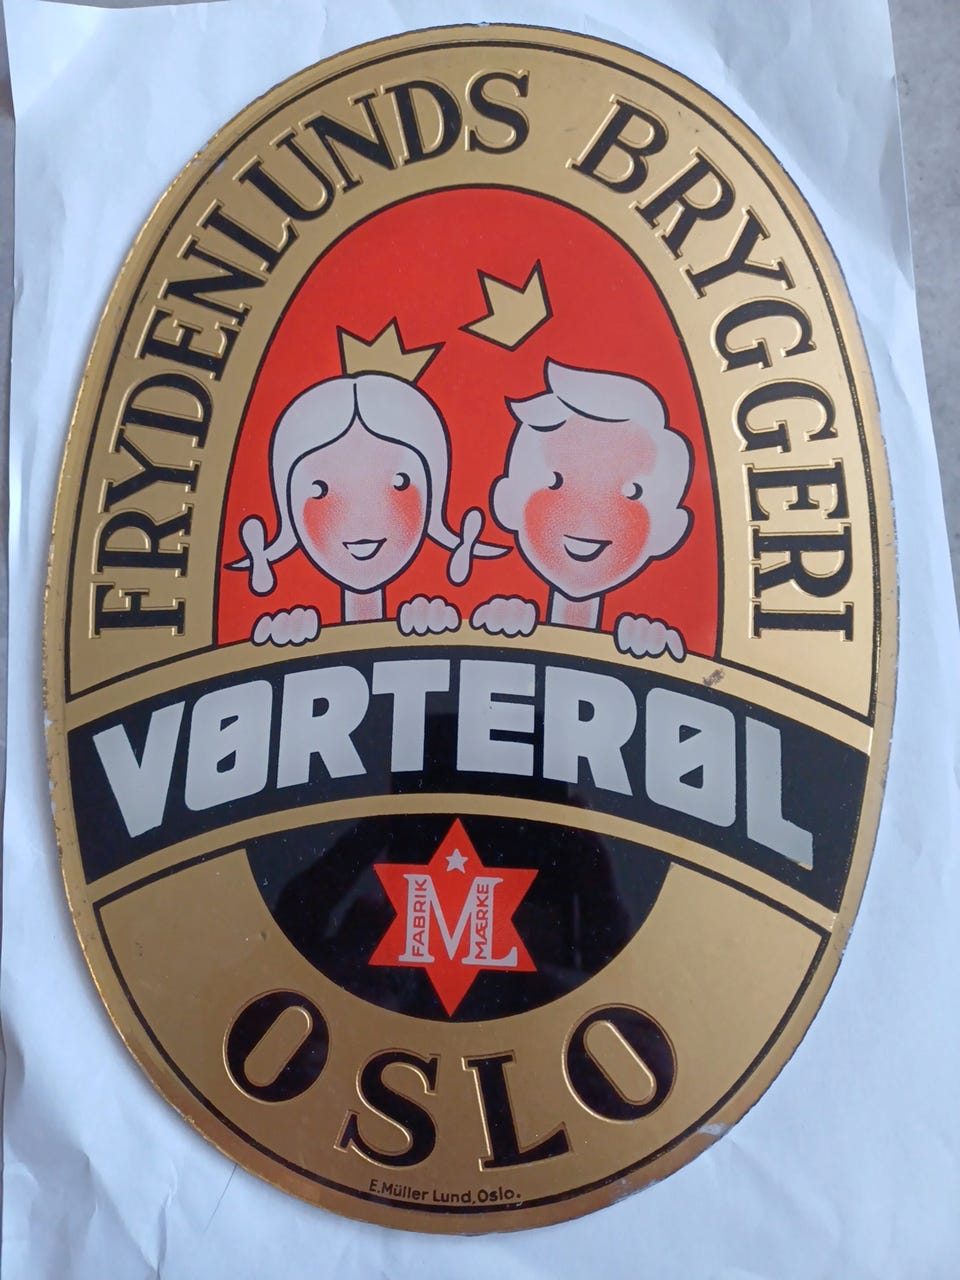 FRYDENLUNDS BRYGGERI
VØRTERØL
FABRIK
ML
MÆRKE
OSLO
E. Müller Lund, Oslo.